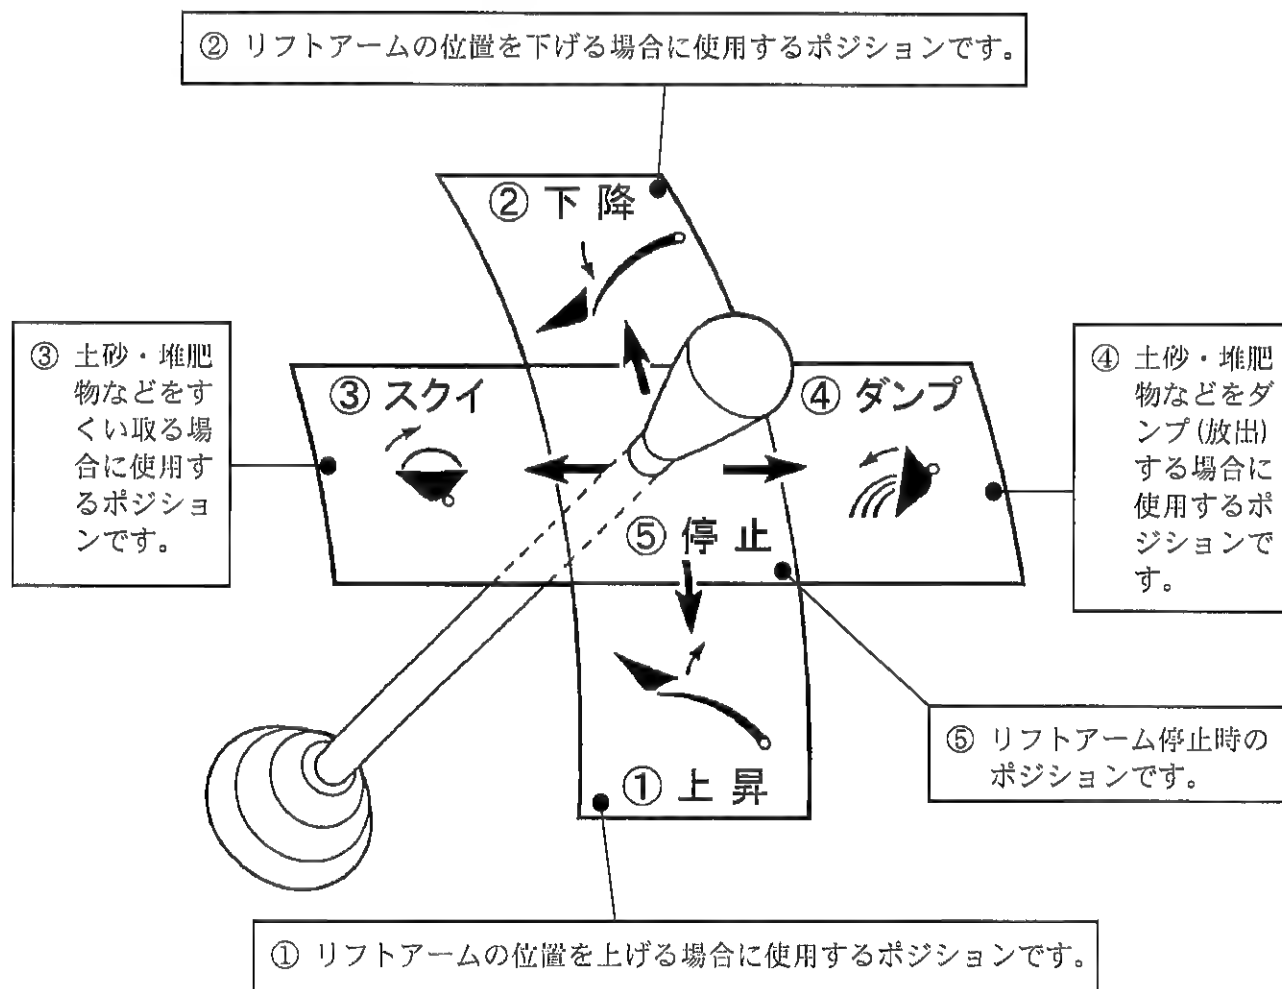 ② リフトアームの位置を下げる場合に使用するポジションです。
② 下降
③ 土砂・堆肥
物などをす
くい取る場
合に使用す
るポジショ
ンです。
③ スクイ
④ ダンプ
④ 土砂・堆肥
物などをダ
ンプ(放出)
する場合に
使用するポ
ジションで
す。
⑤ 停止
⑤ リフトアーム停止時の
ポジションです。
① 上昇
① リフトアームの位置を上げる場合に使用するポジションです。